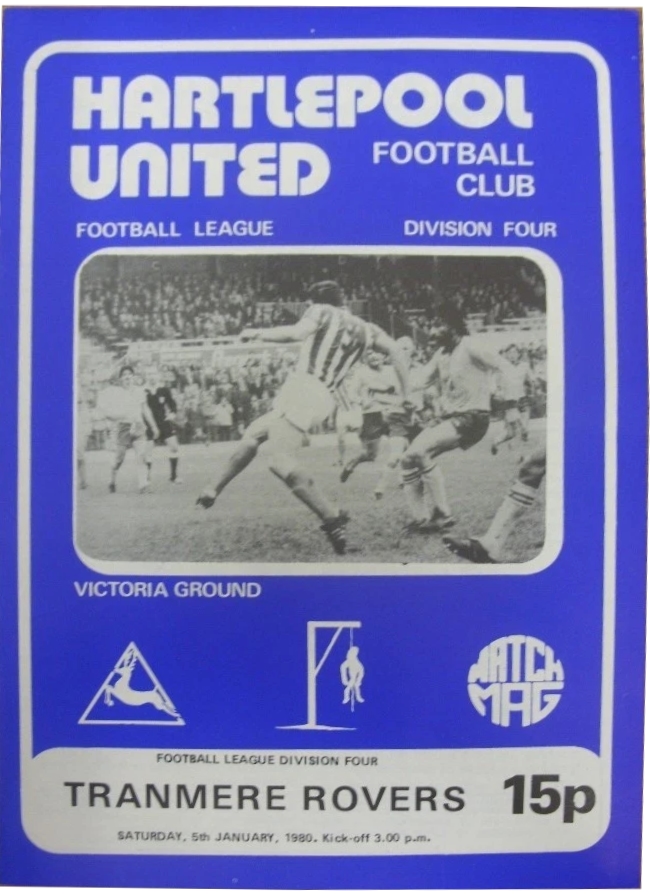 HARTLEPOOL
UNITED FOOTBALL
CLUB
FOOTBALL LEAGUE DIVISION FOUR
VICTORIA GROUND
MATCH
MAG
FOOTBALL LEAGUE DIVISION FOUR
TRANMERE ROVERS 15p
SATURDAY, 5th JANUARY, 1980. Kick-off 3.00 p.m.